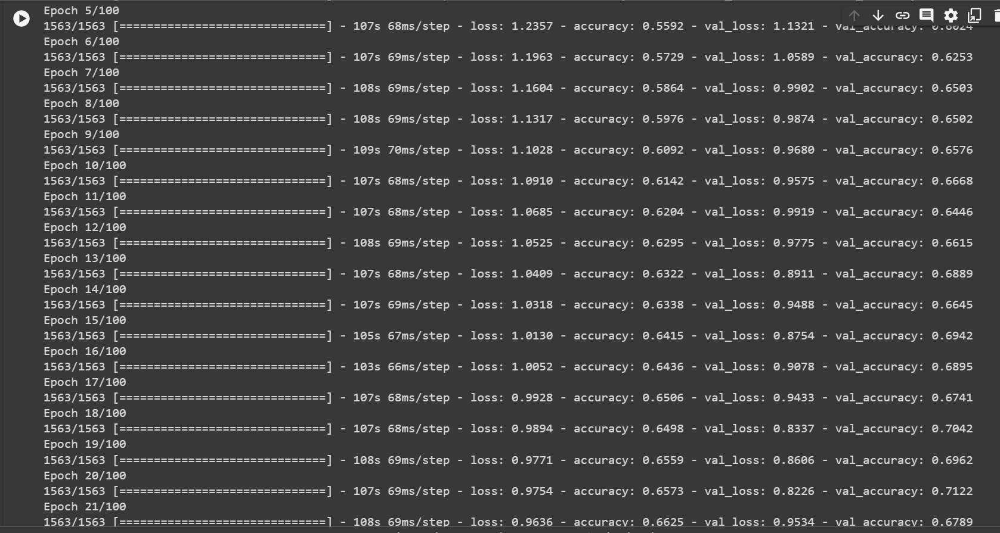 Epoch 5/100
1563/1563 [==============================] - 107s 68ms/step - loss: 1.2357 - accuracy: 0.5592 - val_loss: 1.1321 - val_accuracy: 0.6024
Epoch 6/100
1563/1563 [==============================] - 107s 69ms/step - loss: 1.1963 - accuracy: 0.5729 - val_loss: 1.0589 - val_accuracy: 0.6253
Epoch 7/100
1563/1563 [==============================] - 108s 69ms/step - loss: 1.1604 - accuracy: 0.5864 - val_loss: 0.9902 - val_accuracy: 0.6503
Epoch 8/100
1563/1563 [==============================] - 108s 69ms/step - loss: 1.1317 - accuracy: 0.5976 - val_loss: 0.9874 - val_accuracy: 0.6502
Epoch 9/100
1563/1563 [==============================] - 109s 70ms/step - loss: 1.1028 - accuracy: 0.6092 - val_loss: 0.9680 - val_accuracy: 0.6576
Epoch 10/100
1563/1563 [==============================] - 107s 68ms/step - loss: 1.0910 - accuracy: 0.6142 - val_loss: 0.9575 - val_accuracy: 0.6668
Epoch 11/100
1563/1563 [==============================] - 107s 68ms/step - loss: 1.0685 - accuracy: 0.6204 - val_loss: 0.9919 - val_accuracy: 0.6446
Epoch 12/100
1563/1563 [==============================] - 108s 69ms/step - loss: 1.0525 - accuracy: 0.6295 - val_loss: 0.9775 - val_accuracy: 0.6615
Epoch 13/100
1563/1563 [==============================] - 107s 68ms/step - loss: 1.0409 - accuracy: 0.6322 - val_loss: 0.8911 - val_accuracy: 0.6889
Epoch 14/100
1563/1563 [==============================] - 107s 69ms/step - loss: 1.0318 - accuracy: 0.6338 - val_loss: 0.9488 - val_accuracy: 0.6645
Epoch 15/100
1563/1563 [==============================] - 105s 67ms/step - loss: 1.0130 - accuracy: 0.6415 - val_loss: 0.8754 - val_accuracy: 0.6942
Epoch 16/100
1563/1563 [==============================] - 103s 66ms/step - loss: 1.0052 - accuracy: 0.6436 - val_loss: 0.9078 - val_accuracy: 0.6895
Epoch 17/100
1563/1563 [==============================] - 107s 68ms/step - loss: 0.9928 - accuracy: 0.6506 - val_loss: 0.9433 - val_accuracy: 0.6741
Epoch 18/100
1563/1563 [==============================] - 107s 68ms/step - loss: 0.9894 - accuracy: 0.6498 - val_loss: 0.8337 - val_accuracy: 0.7042
Epoch 19/100
1563/1563 [==============================] - 108s 69ms/step - loss: 0.9771 - accuracy: 0.6559 - val_loss: 0.8606 - val_accuracy: 0.6962
Epoch 20/100
1563/1563 [==============================] - 107s 69ms/step - loss: 0.9754 - accuracy: 0.6573 - val_loss: 0.8226 - val_accuracy: 0.7122
Epoch 21/100
1563/1563 [==============================] - 108s 69ms/step - loss: 0.9636 - accuracy: 0.6625 - val_loss: 0.9534 - val_accuracy: 0.6789